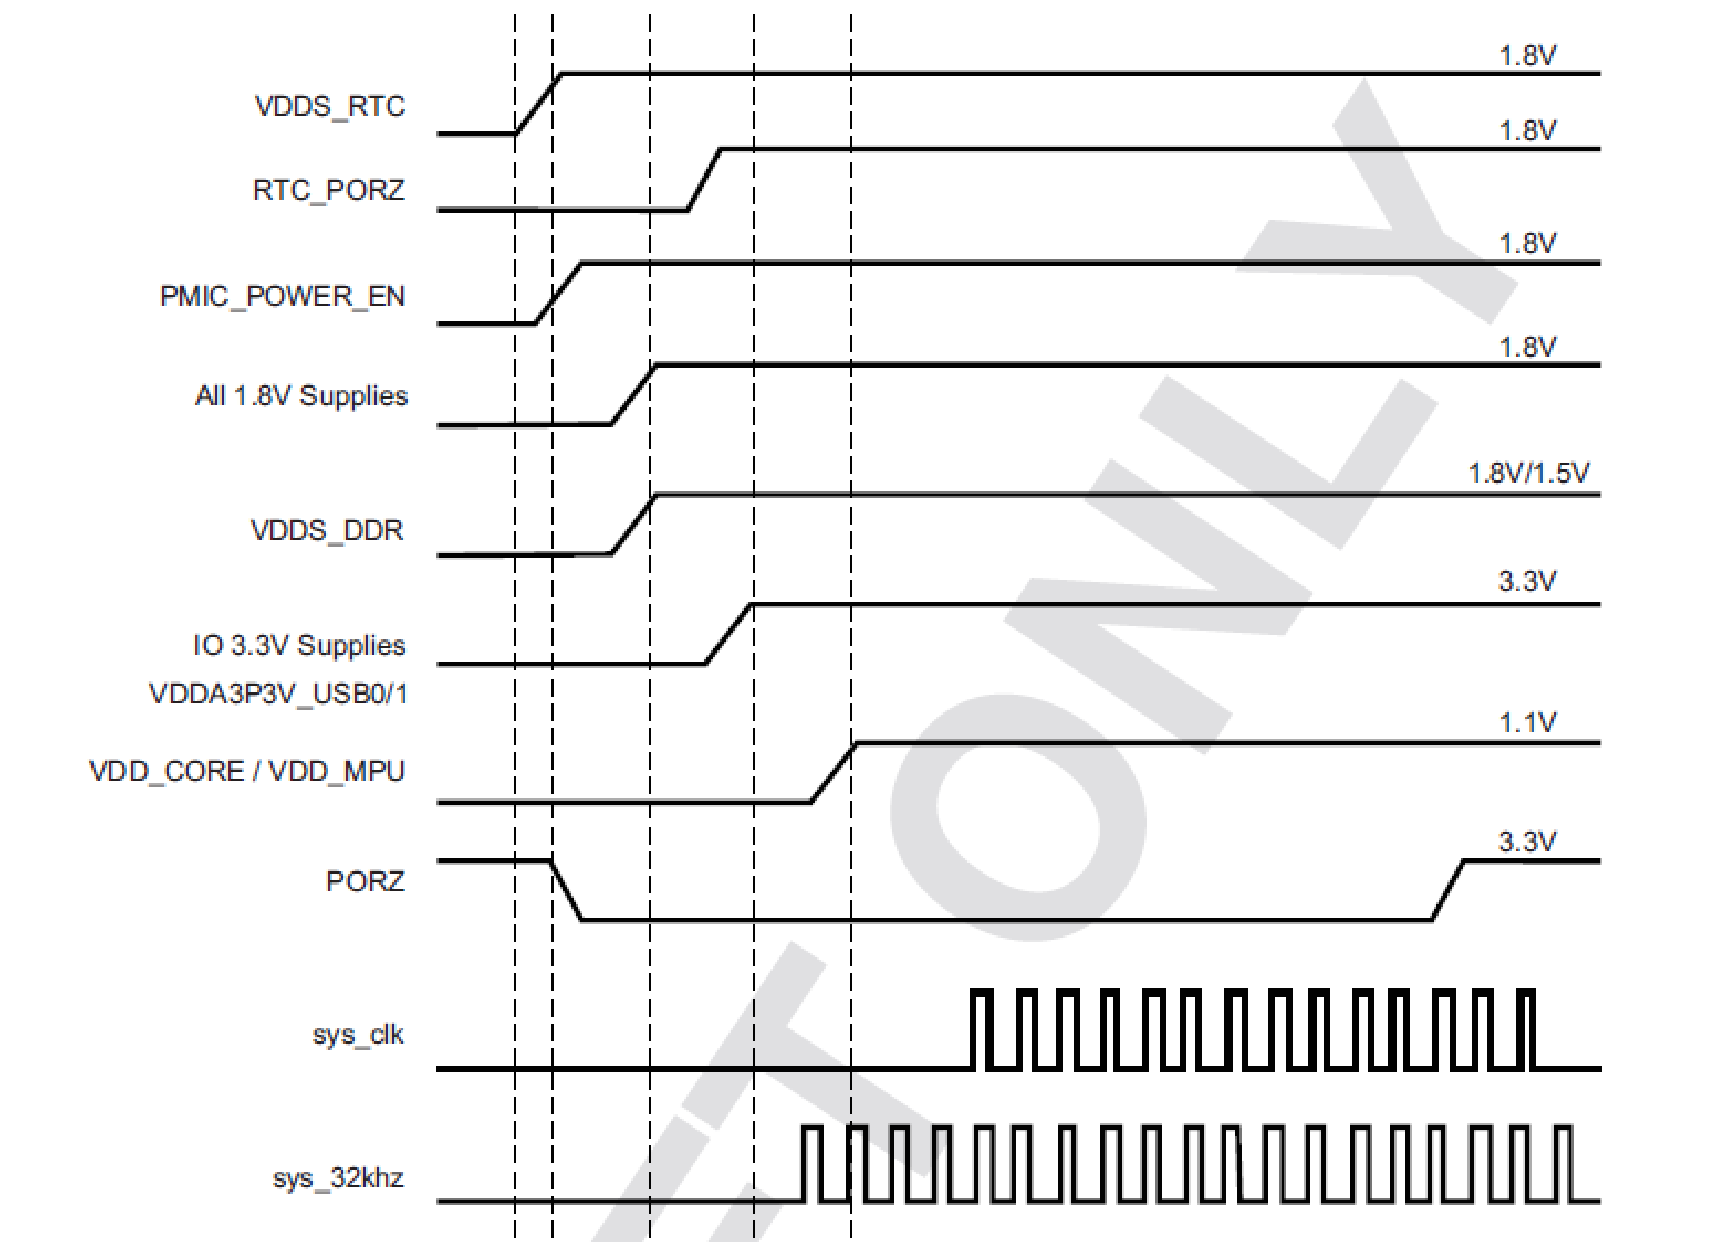 1.8V
VDDS_RTC
1.8V
RTC_PORZ
1.8V
PMIC_POWER_EN
1.8V
All 1.8V Supplies
1.8V/1.5V
VDDS_DDR
3.3V
IO 3.3V Supplies
VDDA3P3V_USB0/1
1.1V
VDD_CORE / VDD_MPU
3.3V
PORZ
sys_clk
sys_32khz
T ONLY